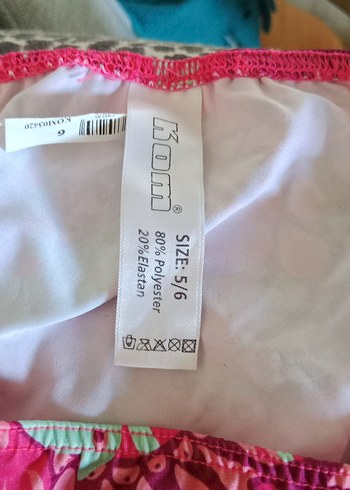 Kom®
SIZE: 5/6
80% Polyester
20%Elastan
6
KOM03420